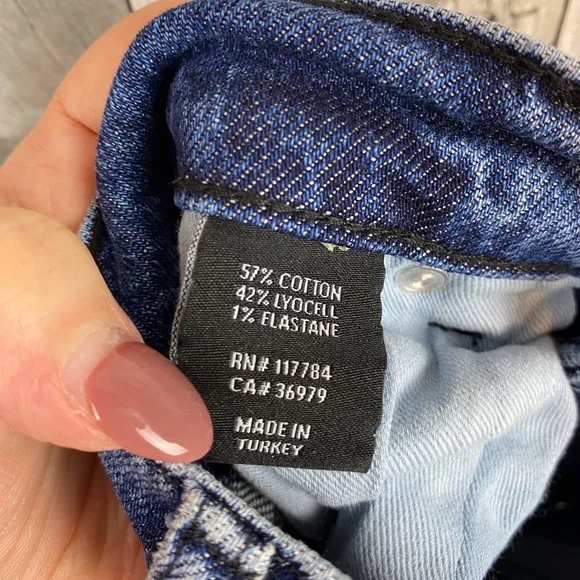 57% COTTON
42% LYOCELL
1% ELASTANE
RN# 117784
CA# 36979
MADE IN
TURKEY